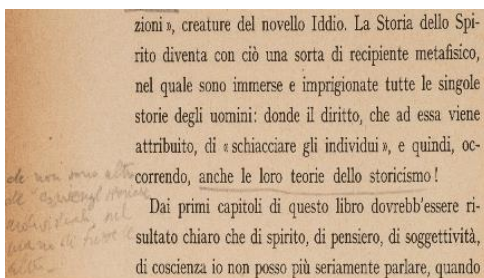 zioni », creature del novello Iddio. La Storia dello Spi-
rito diventa con ciò una sorta di recipiente metafisico,
nel quale sono immerse e imprigionate tutte le singole
storie degli uomini: donde il diritto, che ad essa viene
attribuito, di « schiacciare gli individui », e quindi, oc-
correndo, anche le loro teorie dello storicismo!
Dai primi capitoli di questo libro dovrebb'essere ri-
sultato chiaro che di spirito, di pensiero, di soggettività,
di coscienza io non posso più seriamente parlare, quando
che non sono altro